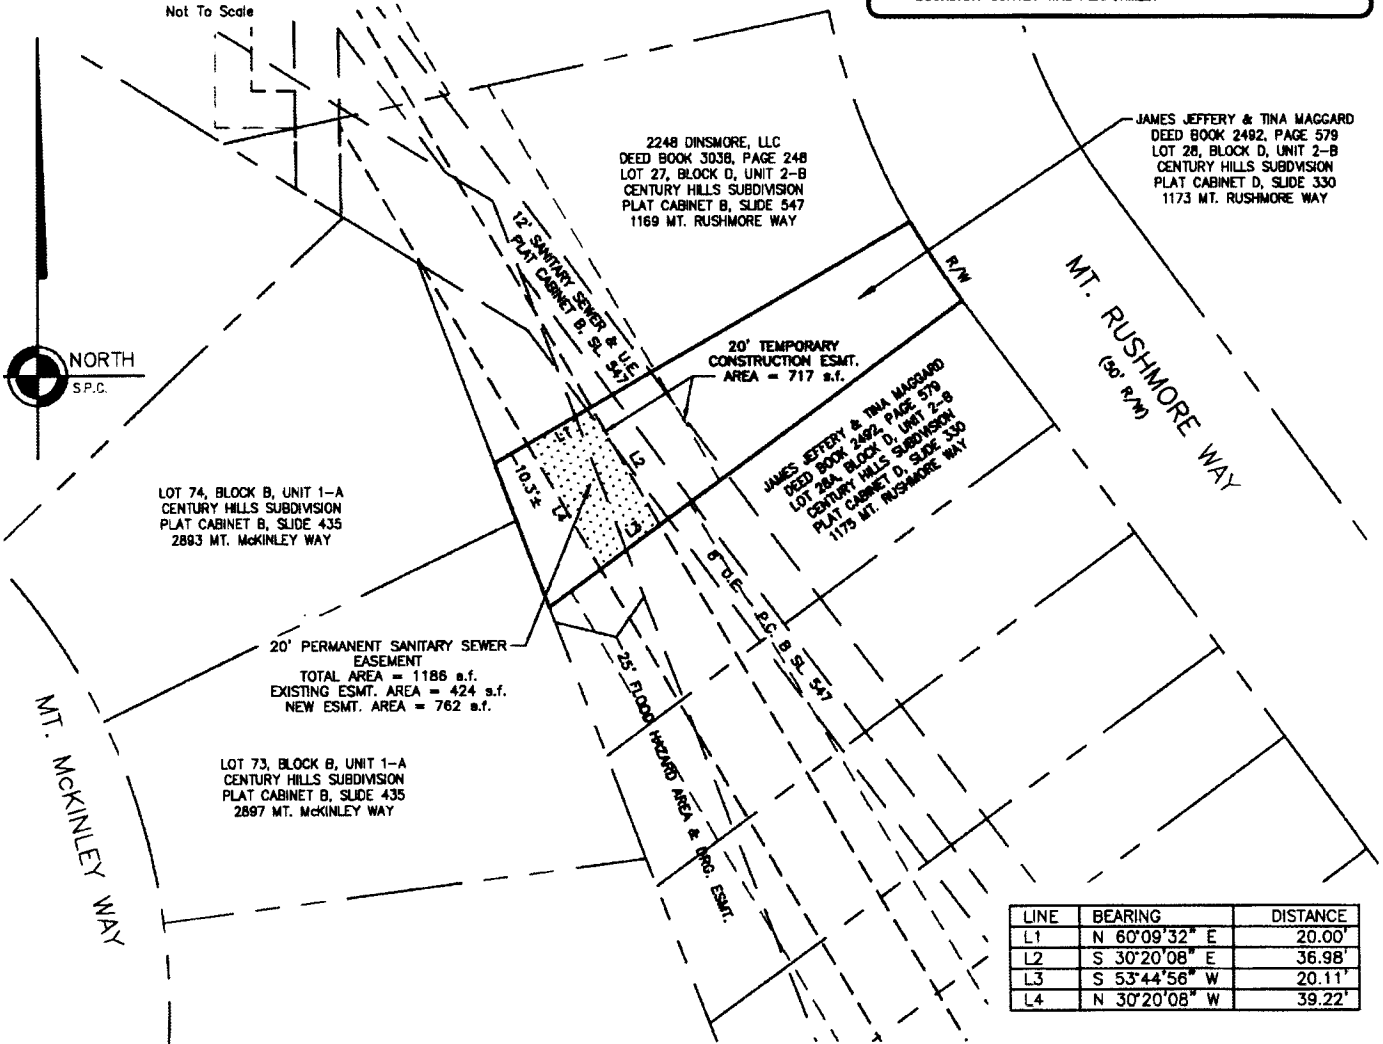 Not To Scale
2248 DINSMORE, LLC
DEED BOOK 3038, PAGE 248
LOT 27, BLOCK D, UNIT 2-B
CENTURY HILLS SUBDIVISION
PLAT CABINET B, SLIDE 547
1169 MT. RUSHMORE WAY
JAMES JEFFERY & TINA MAGGARD
DEED BOOK 2492, PAGE 579
LOT 28, BLOCK D, UNIT 2-B
CENTURY HILLS SUBDIVISION
PLAT CABINET D, SLIDE 330
1173 MT. RUSHMORE WAY
12' SANITARY SEWER & U.E.
PLAT CABINET B, SL. 547
R/W
MT. RUSHMORE WAY
(50' R/W)
NORTH
S.P.C.
20' TEMPORARY
CONSTRUCTION ESMT.
AREA = 717 s.f.
JAMES JEFFERY & TINA MAGGARD
DEED BOOK 2492, PAGE 579
LOT 28A, BLOCK D, UNIT 2-B
CENTURY HILLS SUBDIVISION
PLAT CABINET D, SLIDE 330
1175 MT. RUSHMORE WAY
L1
L2
10.3'±
L4
L3
LOT 74, BLOCK B, UNIT 1-A
CENTURY HILLS SUBDIVISION
PLAT CABINET B, SLIDE 435
2893 MT. McKINLEY WAY
8' U.E. P.C. B SL. 547
20' PERMANENT SANITARY SEWER
EASEMENT
TOTAL AREA = 1186 s.f.
EXISTING ESMT. AREA = 424 s.f.
NEW ESMT. AREA = 762 s.f.
25' FLOOD HAZARD AREA & DRG. ESMT.
MT. McKINLEY WAY
LOT 73, BLOCK B, UNIT 1-A
CENTURY HILLS SUBDIVISION
PLAT CABINET B, SLIDE 435
2897 MT. McKINLEY WAY
LINE BEARING DISTANCE
L1 N 60°09'32" E 20.00'
L2 S 30°20'08" E 36.98'
L3 S 53°44'56" W 20.11'
L4 N 30°20'08" W 39.22'